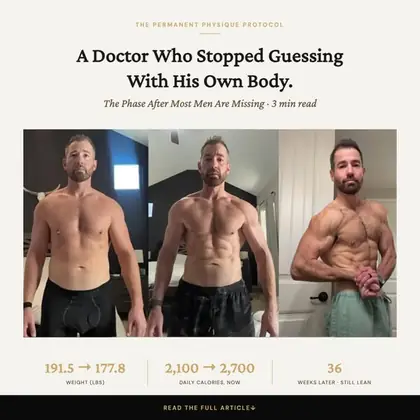 THE PERMANENT PHYSIQUE PROTOCOL
A Doctor Who Stopped Guessing
With His Own Body.
The Phase After Most Men Are Missing · 3 min read
191.5 → 177.8
WEIGHT (LBS)
2,100 → 2,700
DAILY CALORIES, NOW
36
WEEKS LATER · STILL LEAN
READ THE FULL ARTICLE↓